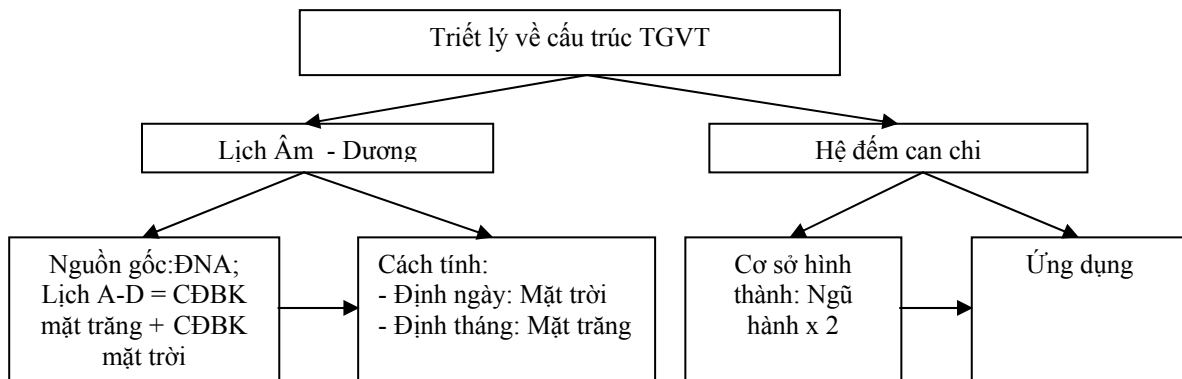 Triết lý về cấu trúc TGVT
Lịch Âm - Dương
Hệ đếm can chi
Nguồn gốc:ĐNA;
Lịch A-D = CĐBK
mặt trăng + CĐBK
mặt trời
Cách tính:
- Định ngày: Mặt trời
- Định tháng: Mặt trăng
Cơ sở hình
thành: Ngũ
hành x 2
Ứng dụng